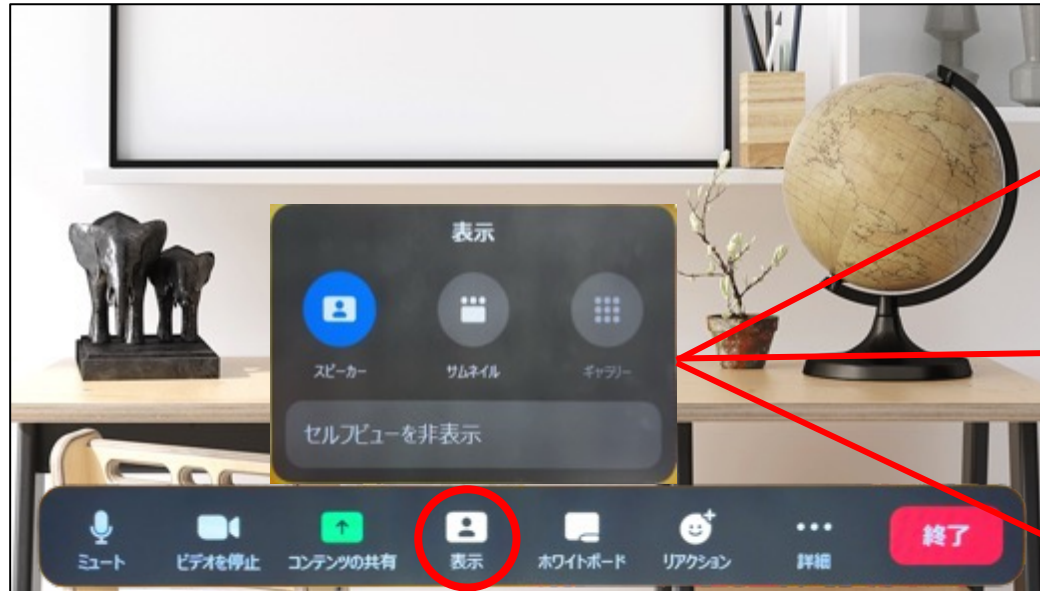 表示
スピーカー サムネイル ギャラリー
セルフビューを非表示
ミュート ビデオを停止 コンテンツの共有 表示 ホワイトボード リアクション 詳細 終了